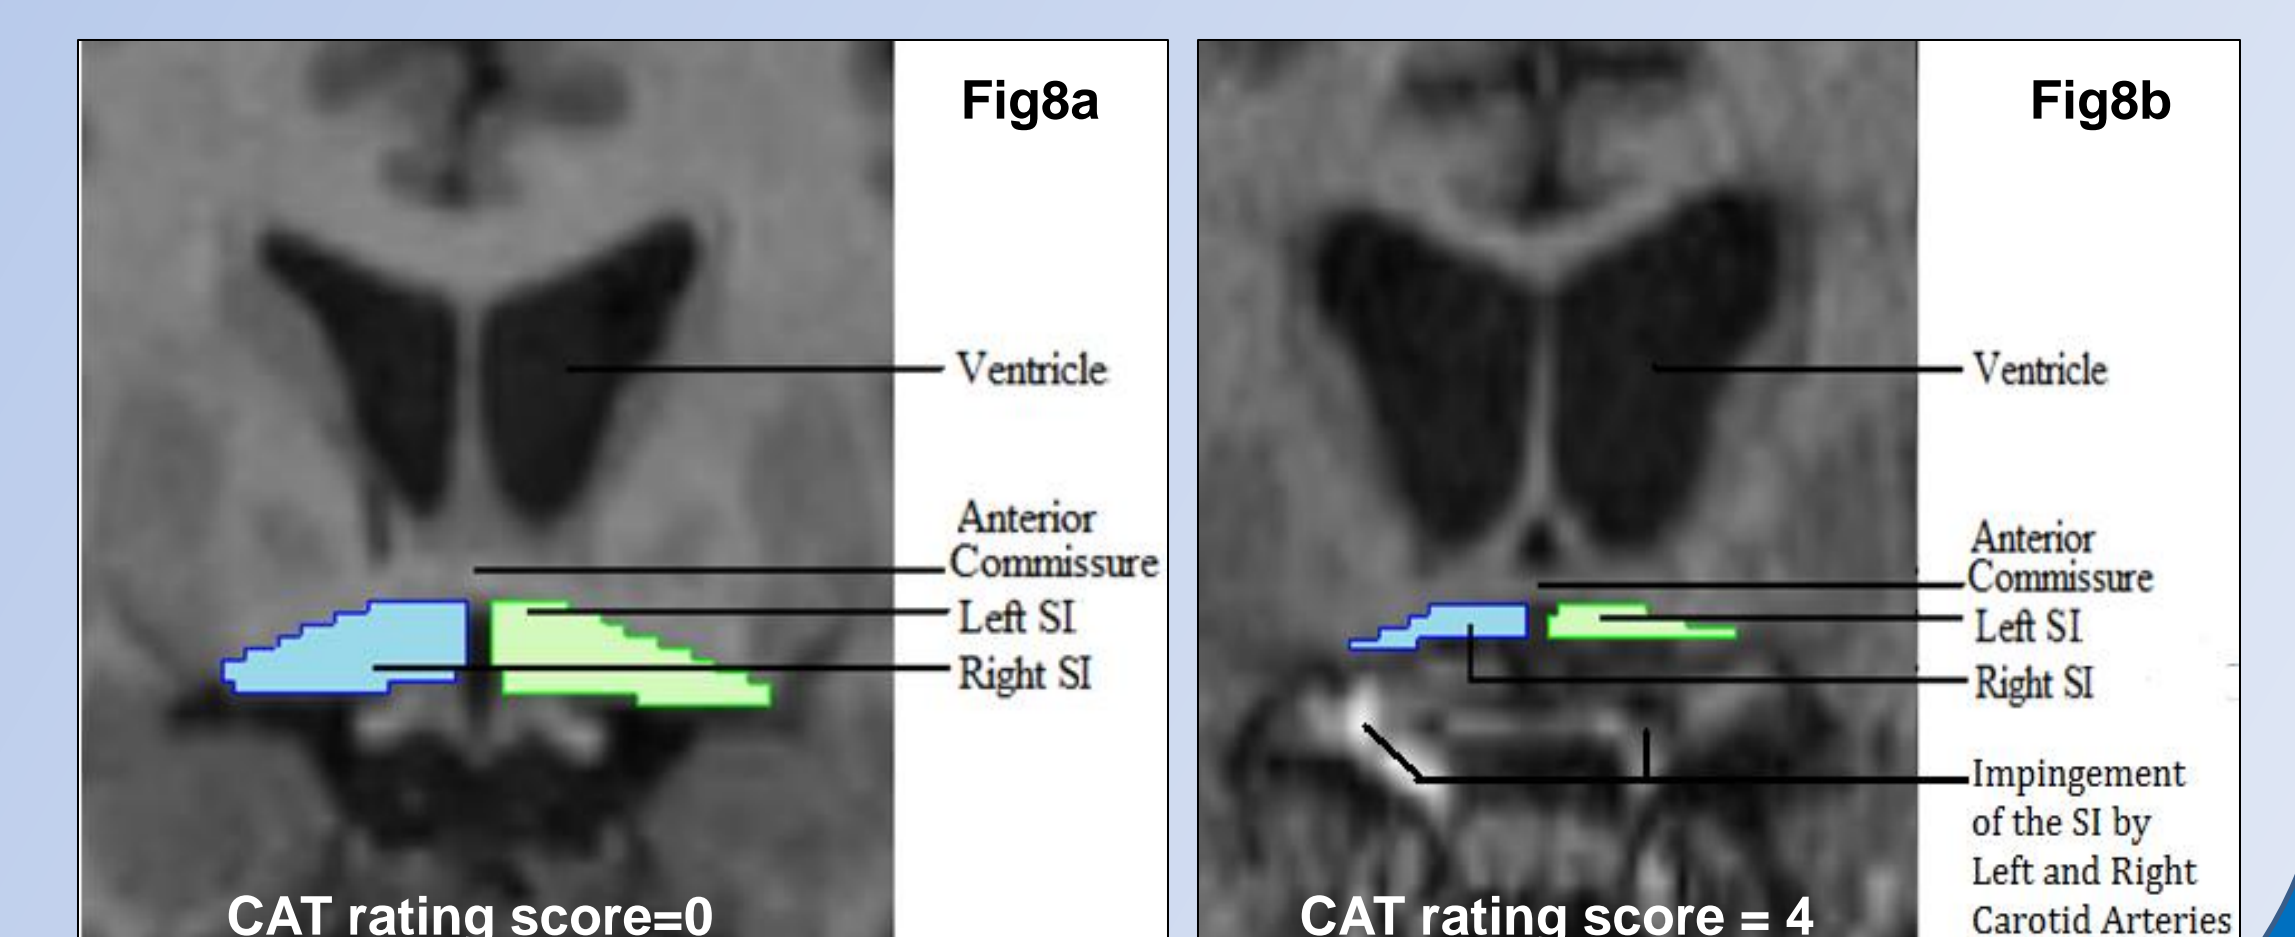 Fig8a
Ventricle
Anterior
Commissure
Left SI
Right SI
CAT rating score=0
Fig8b
Ventricle
Anterior
Commissure
Left SI
Right SI
Impingement
of the SI by
Left and Right
Carotid Arteries
CAT rating score = 4